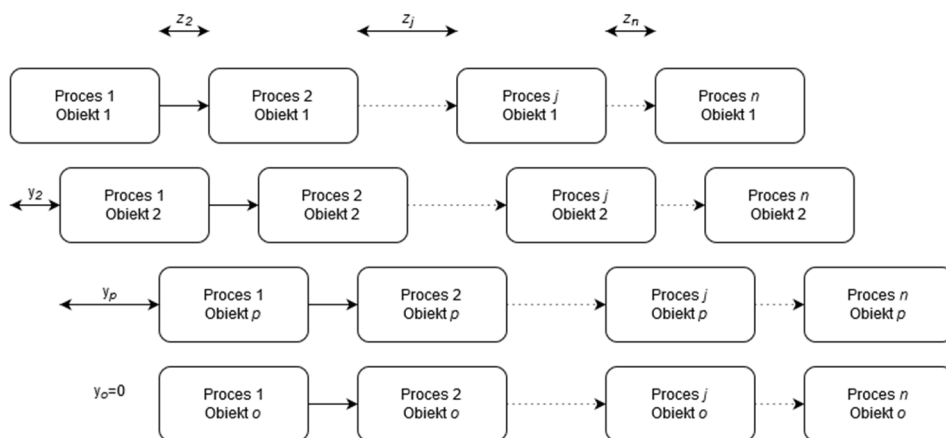 z2 zj zn
Proces 1 Proces 2 Proces j Proces n
Obiekt 1 Obiekt 1 Obiekt 1 Obiekt 1
y2 Proces 1 Proces 2 Proces j Proces n
Obiekt 2 Obiekt 2 Obiekt 2 Obiekt 2
yp Proces 1 Proces 2 Proces j Proces n
Obiekt p Obiekt p Obiekt p Obiekt p
yo=0 Proces 1 Proces 2 Proces j Proces n
Obiekt o Obiekt o Obiekt o Obiekt o